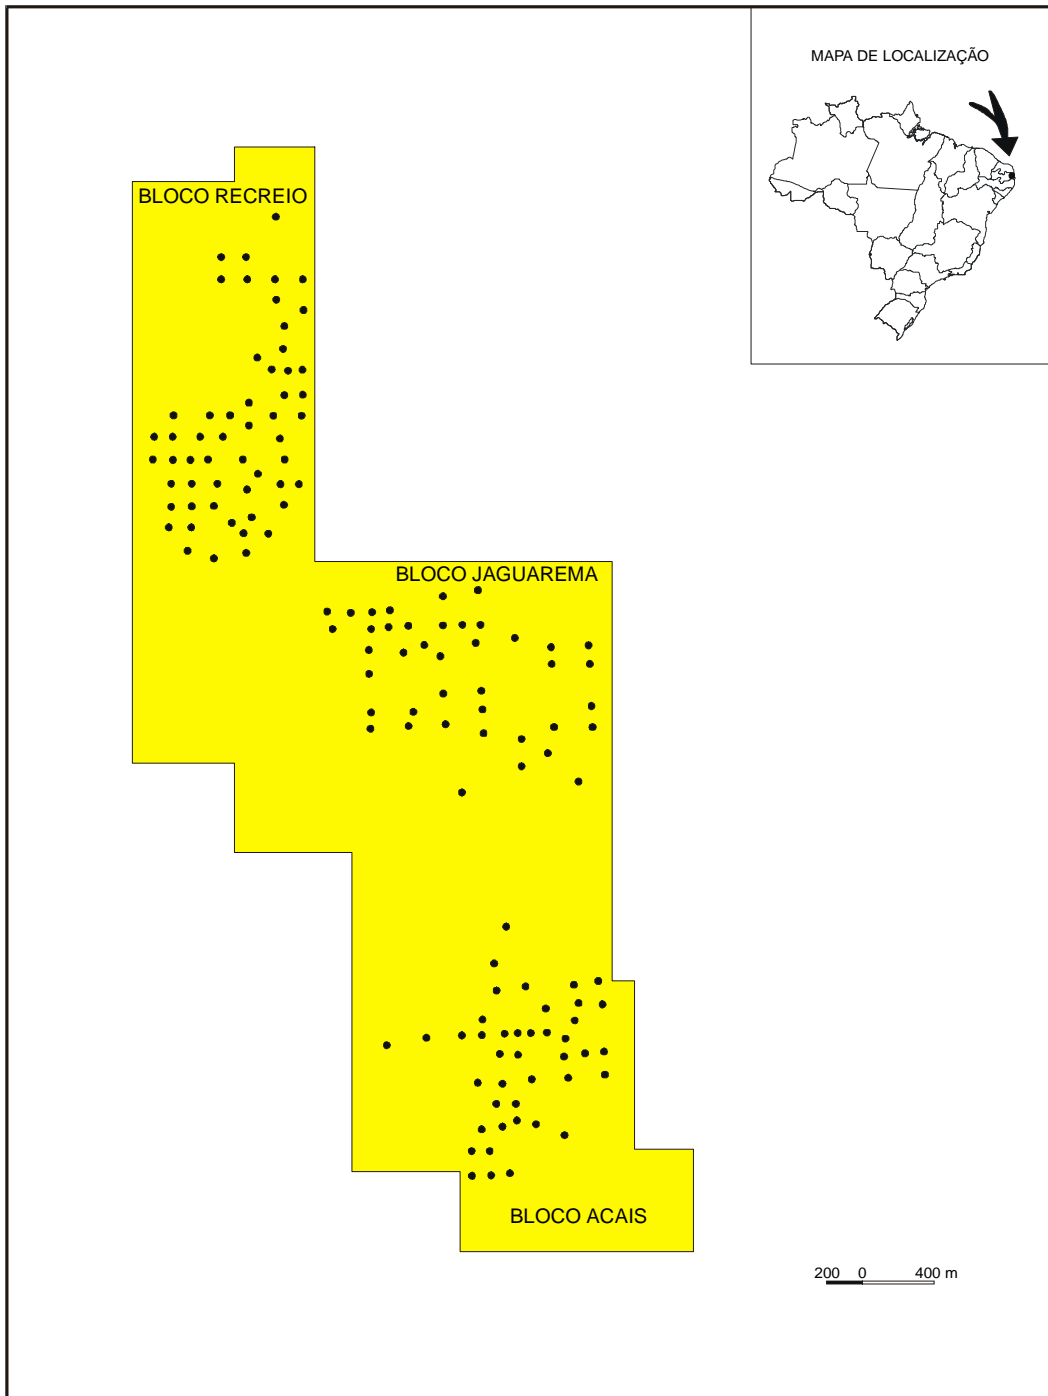 MAPA DE LOCALIZAÇÃO
BLOCO RECREIO
BLOCO JAGUAREMA
BLOCO ACAIS
200 0 400 m